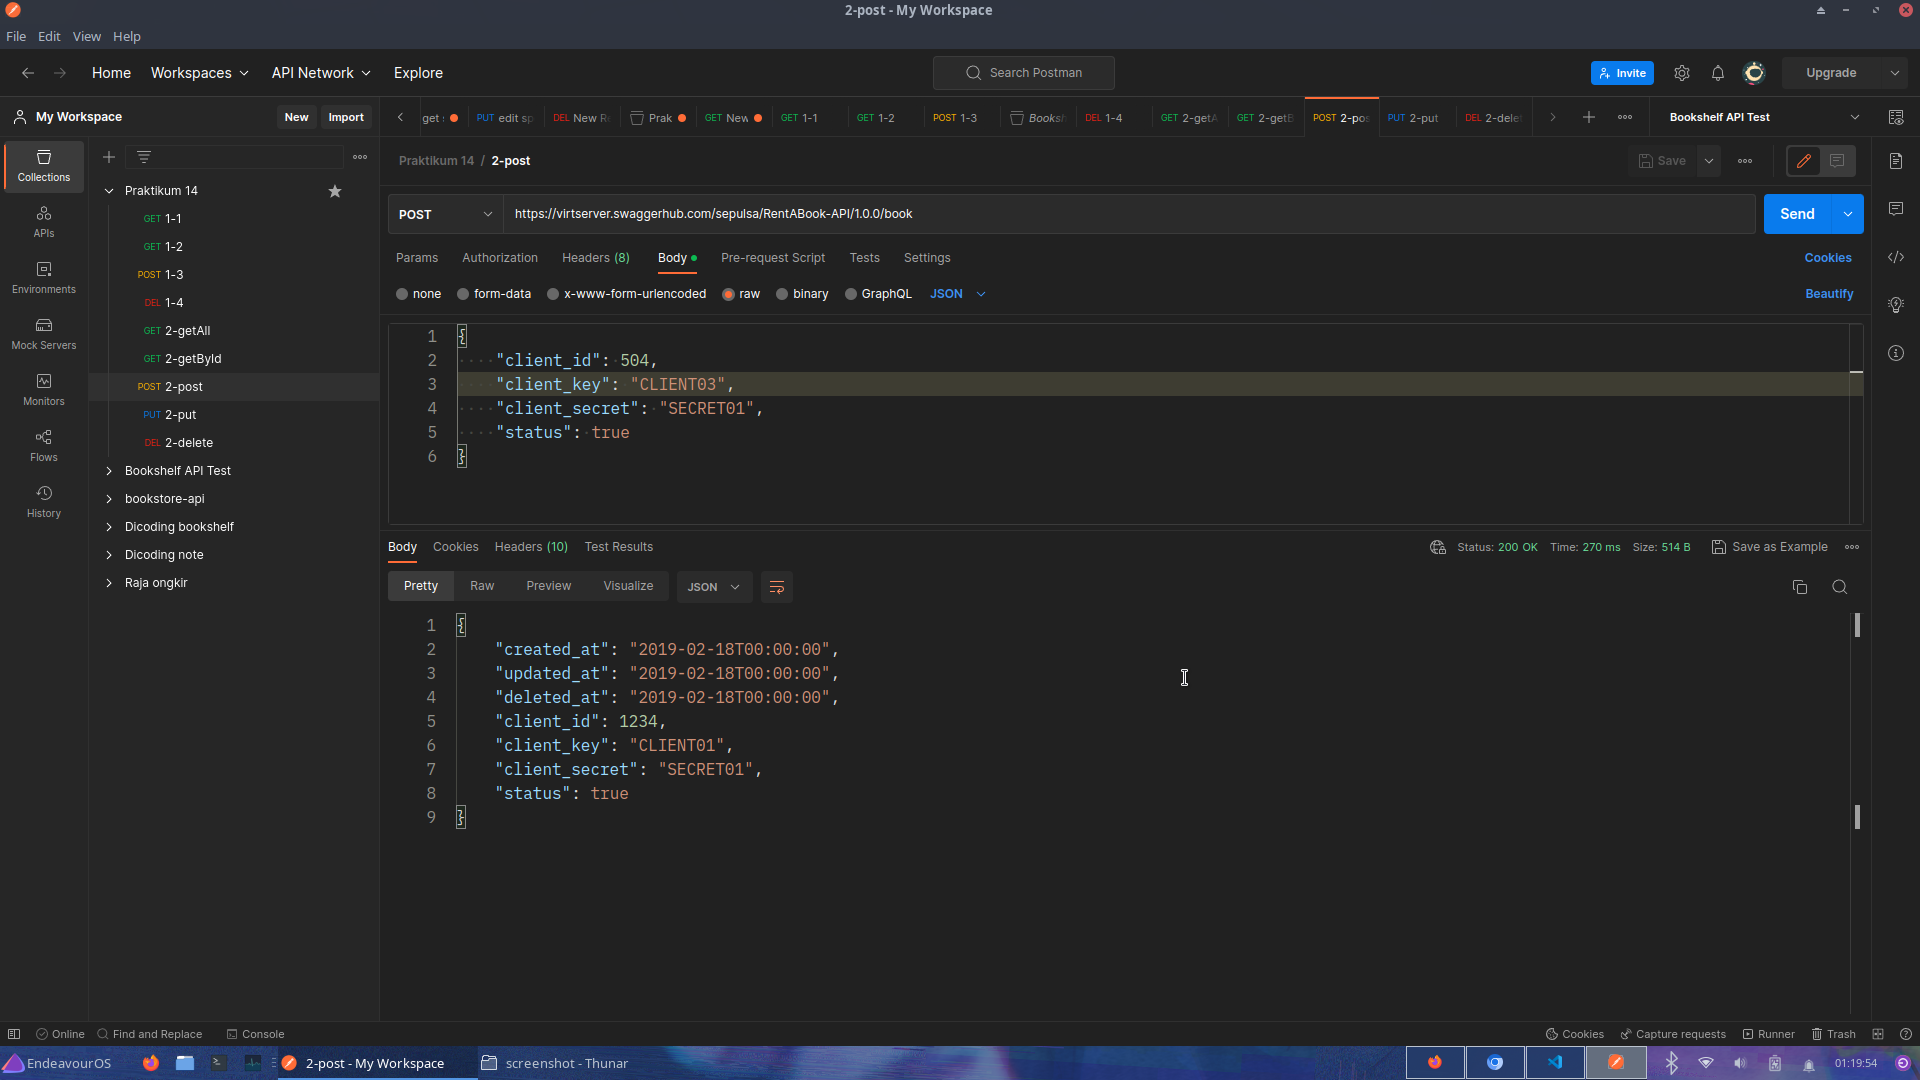 2-post - My Workspace
File Edit View Help
Home Workspaces API Network Explore
Search Postman
Invite Upgrade
My Workspace New Import
get PUT edit sp DEL New R Prak GET New GET 1-1 GET 1-2 POST 1-3 Booksh DEL 1-4 GET 2-getA GET 2-getB POST 2-pos PUT 2-put DEL 2-delet Bookshelf API Test
Praktikum 14 / 2-post
Save
Collections
APIs
Environments
Mock Servers
Monitors
Flows
History
Praktikum 14
GET 1-1
GET 1-2
POST 1-3
DEL 1-4
GET 2-getAll
GET 2-getById
POST 2-post
PUT 2-put
DEL 2-delete
Bookshelf API Test
bookstore-api
Dicoding bookshelf
Dicoding note
Raja ongkir
POST https://virtserver.swaggerhub.com/sepulsa/RentABook-API/1.0.0/book Send
Params Authorization Headers (8) Body Pre-request Script Tests Settings Cookies
none form-data x-www-form-urlencoded raw binary GraphQL JSON Beautify
1 {
2 "client_id": 504,
3 "client_key": "CLIENT03",
4 "client_secret": "SECRET01",
5 "status": true
6 }
Body Cookies Headers (10) Test Results Status: 200 OK Time: 270 ms Size: 514 B Save as Example
Pretty Raw Preview Visualize JSON
1 {
2 "created_at": "2019-02-18T00:00:00",
3 "updated_at": "2019-02-18T00:00:00",
4 "deleted_at": "2019-02-18T00:00:00",
5 "client_id": 1234,
6 "client_key": "CLIENT01",
7 "client_secret": "SECRET01",
8 "status": true
9 }
Online Find and Replace Console Cookies Capture requests Runner Trash
EndeavourOS 2-post - My Workspace screenshot - Thunar 01:19:54